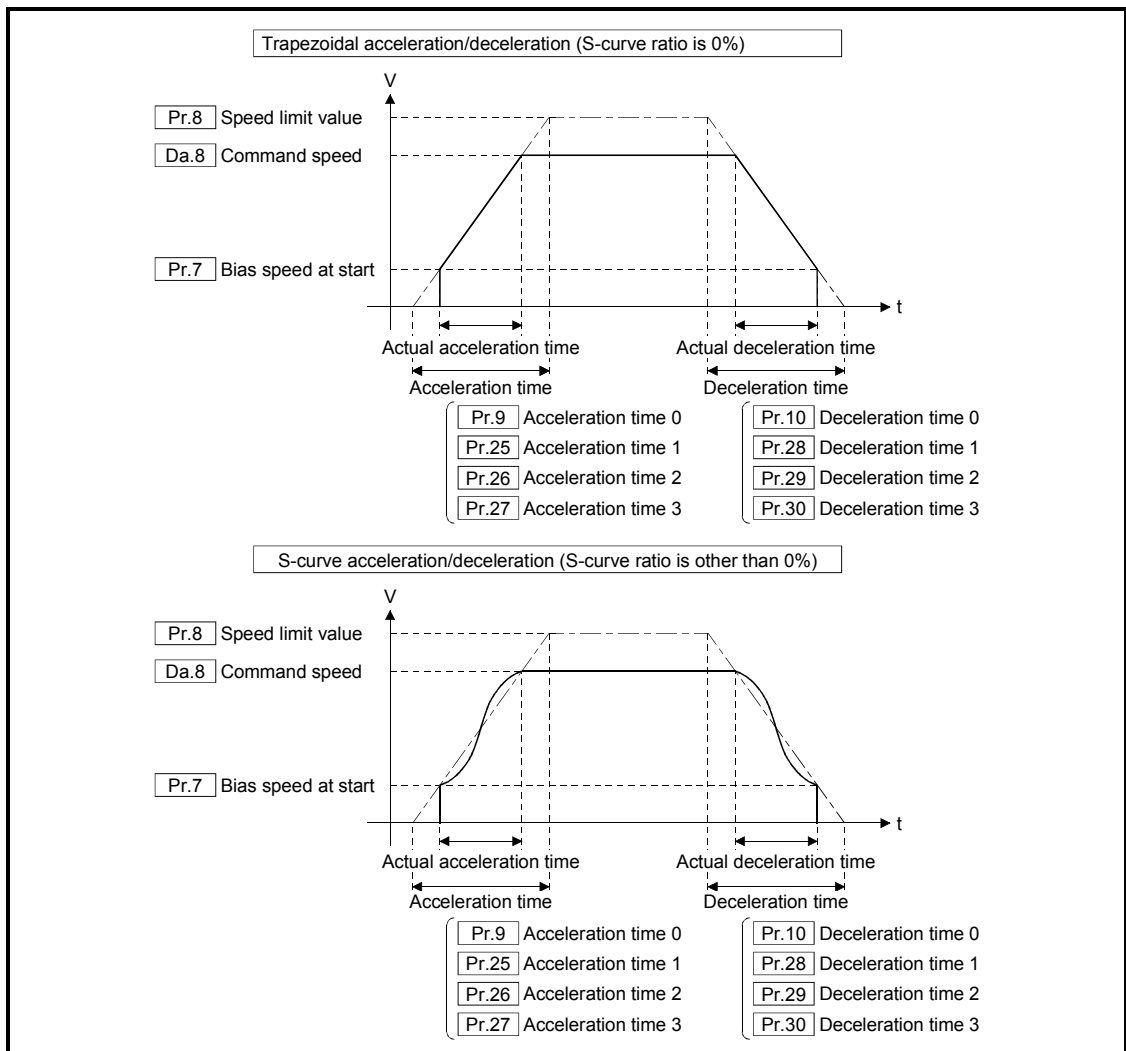 Trapezoidal acceleration/deceleration (S-curve ratio is 0%)
V
Pr.8 Speed limit value
Da.8 Command speed
Pr.7 Bias speed at start
t
Actual acceleration time Actual deceleration time
Acceleration time Deceleration time
Pr.9 Acceleration time 0 Pr.10 Deceleration time 0
Pr.25 Acceleration time 1 Pr.28 Deceleration time 1
Pr.26 Acceleration time 2 Pr.29 Deceleration time 2
Pr.27 Acceleration time 3 Pr.30 Deceleration time 3
S-curve acceleration/deceleration (S-curve ratio is other than 0%)
V
Pr.8 Speed limit value
Da.8 Command speed
Pr.7 Bias speed at start
t
Actual acceleration time Actual deceleration time
Acceleration time Deceleration time
Pr.9 Acceleration time 0 Pr.10 Deceleration time 0
Pr.25 Acceleration time 1 Pr.28 Deceleration time 1
Pr.26 Acceleration time 2 Pr.29 Deceleration time 2
Pr.27 Acceleration time 3 Pr.30 Deceleration time 3